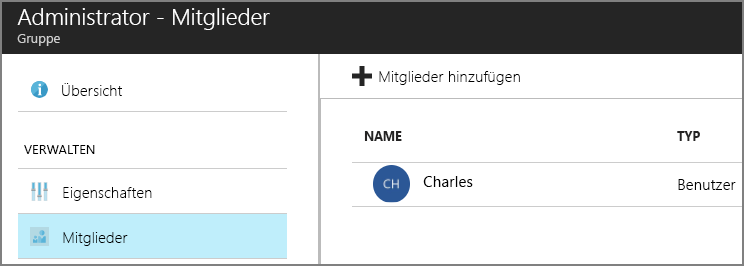 Administrator - Mitglieder
Gruppe
Übersicht
VERWALTEN
Eigenschaften
Mitglieder
Mitglieder hinzufügen
NAME TYP
CH Charles Benutzer